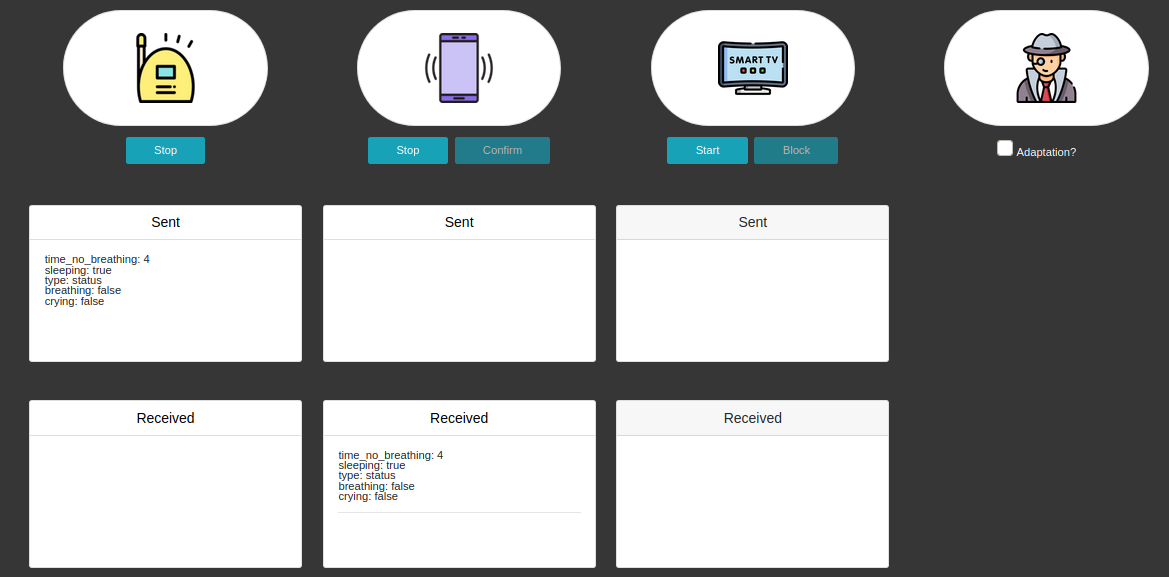 SMART TV
Stop
Stop
Confirm
Start
Block
Adaptation?
Sent
time_no_breathing: 4
sleeping: true
type: status
breathing: false
crying: false
Sent
Sent
Received
Received
time_no_breathing: 4
sleeping: true
type: status
breathing: false
crying: false
Received